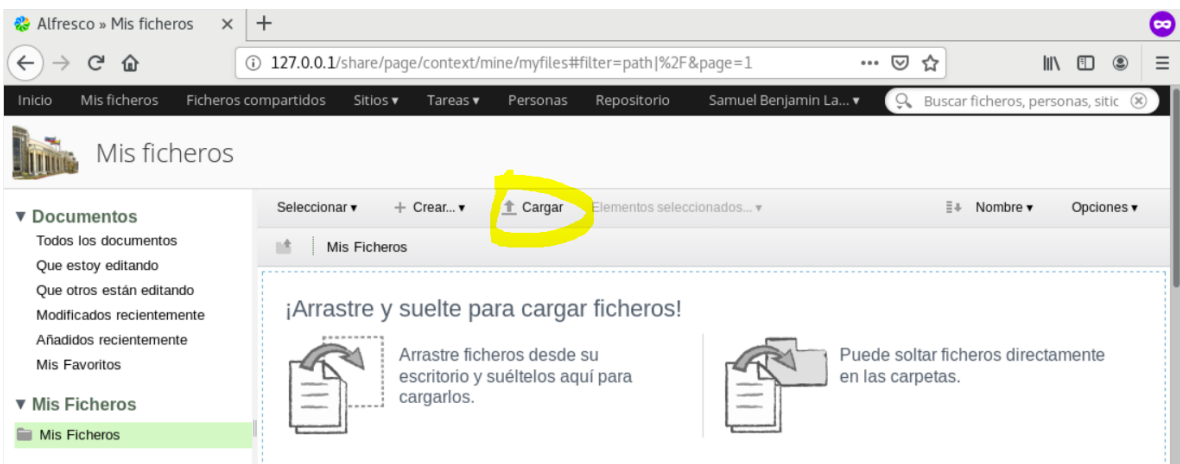 Alfresco » Mis ficheros
127.0.0.1/share/page/context/mine/myfiles#filter=path|%2F&page=1
Inicio Mis ficheros Ficheros compartidos Sitios Tareas Personas Repositorio Samuel Benjamin La... Buscar ficheros, personas, sitic
Mis ficheros
Seleccionar + Crear... Cargar Elementos seleccionados... Nombre Opciones
Mis Ficheros
Documentos
Todos los documentos
Que estoy editando
Que otros están editando
Modificados recientemente
Añadidos recientemente
Mis Favoritos
Mis Ficheros
Mis Ficheros
¡Arrastre y suelte para cargar ficheros!
Arrastre ficheros desde su
escritorio y suéltelos aquí para
cargarlos.
Puede soltar ficheros directamente
en las carpetas.